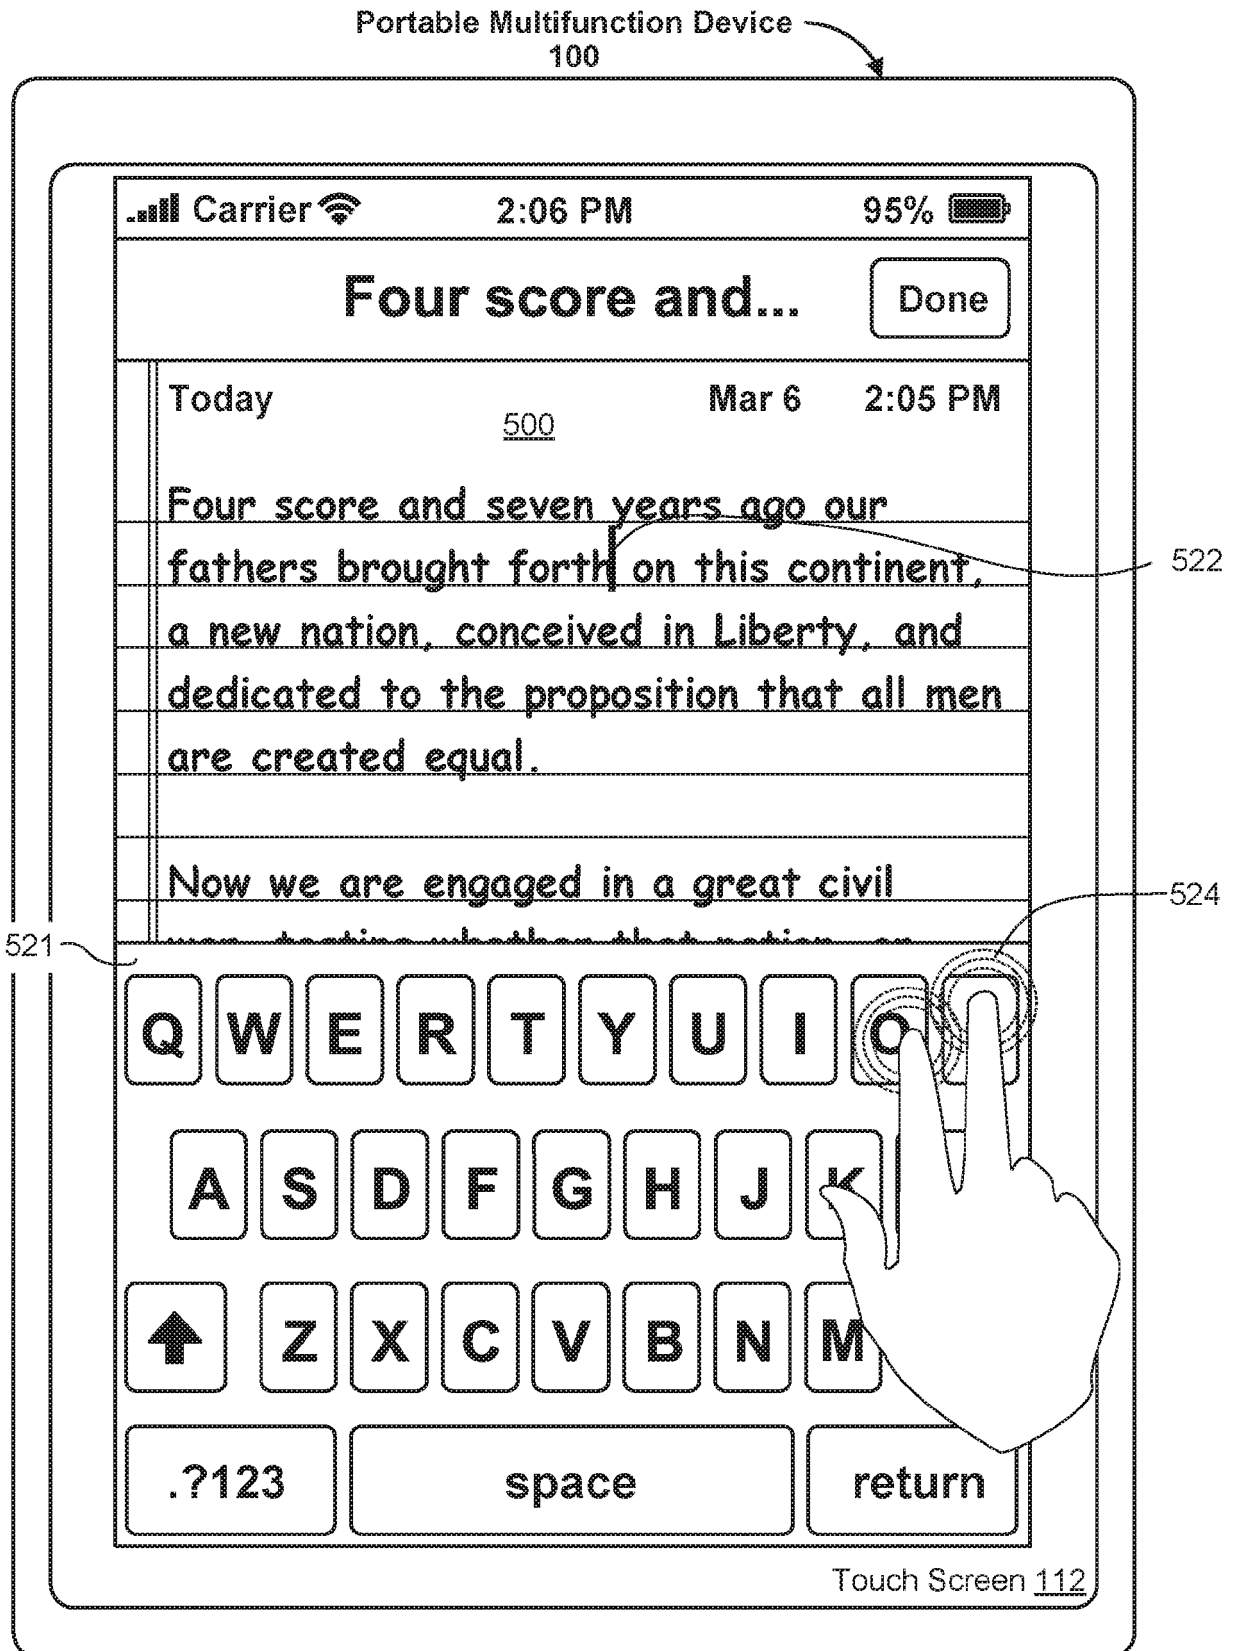 Portable Multifunction Device
100
Carrier 2:06 PM 95%
Four score and... Done
Today Mar 6 2:05 PM
500
Four score and seven years ago our
fathers brought forth on this continent,
522
a new nation, conceived in Liberty, and
dedicated to the proposition that all men
are created equal.
Now we are engaged in a great civil
524
521
Q W E R T Y U I O
A S D F G H J K
Z X C V B N M
.?123 space return
Touch Screen 112